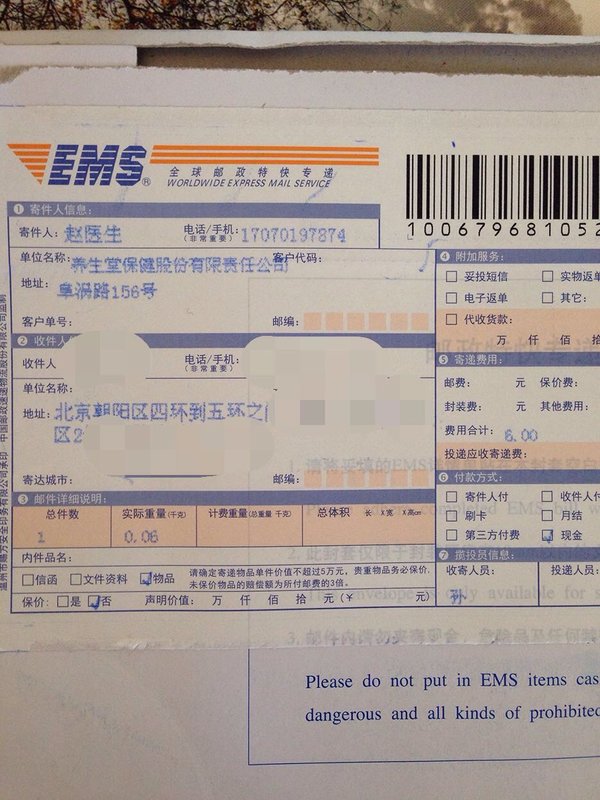 EMS®
全球邮政特快专递
WORLDWIDE EXPRESS MAIL SERVICE
100679681052
1 寄件人信息:
寄件人: 赵医生 电话/手机: 17070197874
(非常重要)
单位名称: 养生堂保健股份有限责任公司 客户代码:
地址: 阜涡路156号
客户单号: 邮编:
2 收件人
收件人 电话/手机:
(非常重要)
单位名称:
地址: 北京朝阳区四环到五环之
区2
寄达城市: 邮编:
3 邮件详细说明:
总件数 实际重量(千克) 计费重量(总重量 千克) 总体积 长 X宽 X高cm
1 0.06
内件品名:
信函 文件资料 物品 请确定寄递物品单件价值不超过5万元,贵重物品务必保价,
未保价物品的赔偿额为所付邮费的3倍。
保价: 是 否 声明价值: 万 仟 佰 拾 元(¥ 元)
4 附加服务:
妥投短信 实物返单
电子返单 其它:
代收货款:
万 仟 佰 拾
5 寄递费用:
邮费: 元 保价费:
封装费: 元 其他费用:
费用合计: 6.00
投递应收寄递费:
6 付款方式:
寄件人付 收件人付
刷卡 月结
第三方付费 现金
7 揽投员信息:
收寄人员: 投递人员:
孙
Please do not put in EMS items
dangerous and all kinds of prohibited